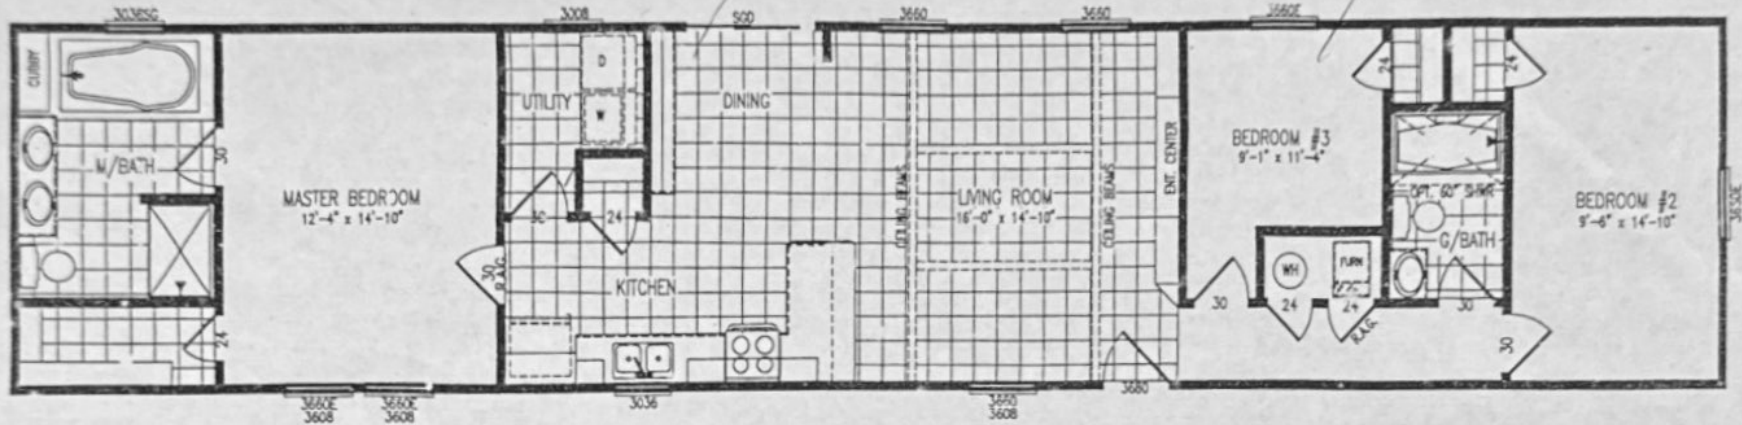 3036SG
3008
SGD
3660
3660
3660E
CUBBY
M/BATH
30
MASTER BEDROOM
12'-4" x 14'-10"
24
30
R.A.G.
UTILITY
D
W
30
24
DINING
KITCHEN
CEILING BEAMS
LIVING ROOM
16'-0" x 14'-10"
CEILING BEAMS
ENT. CENTER
BEDROOM #3
9'-1" x 11'-4"
24
24
OPT. 60" SHWR
G/BATH
WH
FURN
30
24
24
R.A.G.
30
30
BEDROOM #2
9'-6" x 14'-10"
3660E
3608
3660E
3608
3036
3660
3608
3680